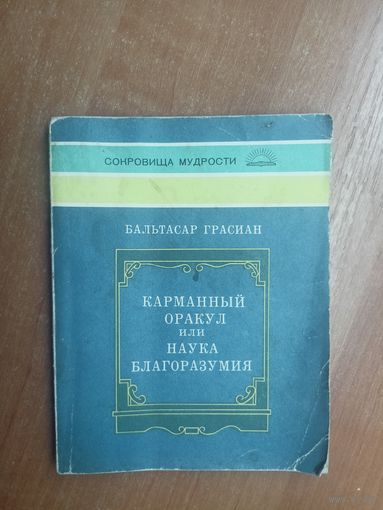 СОКРОВИЩА МУДРОСТИ
БАЛЬТАСАР ГРАСИАН
КАРМАННЫЙ
ОРАКУЛ
ИЛИ
НАУКА
БЛАГОРАЗУМИЯ